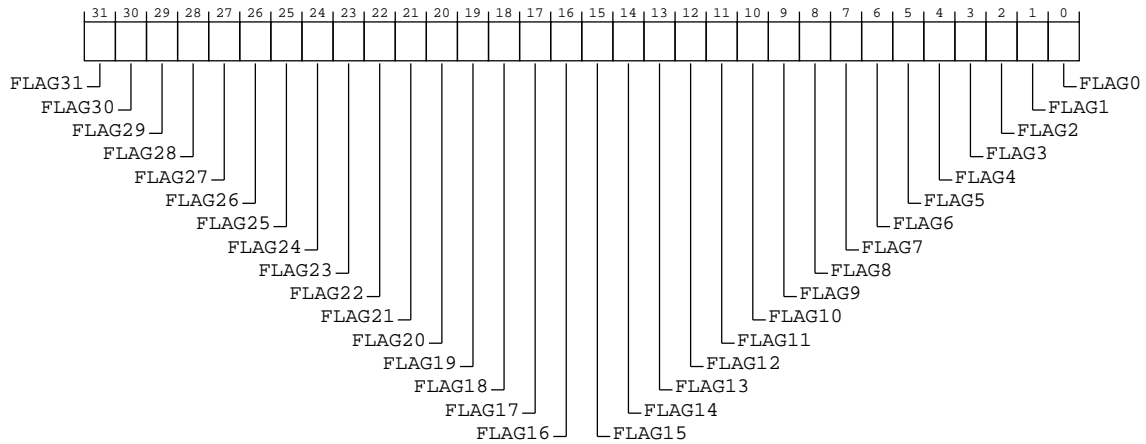 31 30 29 28 27 26 25 24 23 22 21 20 19 18 17 16 15 14 13 12 11 10 9 8 7 6 5 4 3 2 1 0
FLAG31 FLAG0
FLAG30 FLAG1
FLAG29 FLAG2
FLAG28 FLAG3
FLAG27 FLAG4
FLAG26 FLAG5
FLAG25 FLAG6
FLAG24 FLAG7
FLAG23 FLAG8
FLAG22 FLAG9
FLAG21 FLAG10
FLAG20 FLAG11
FLAG19 FLAG12
FLAG18 FLAG13
FLAG17 FLAG14
FLAG16 FLAG15